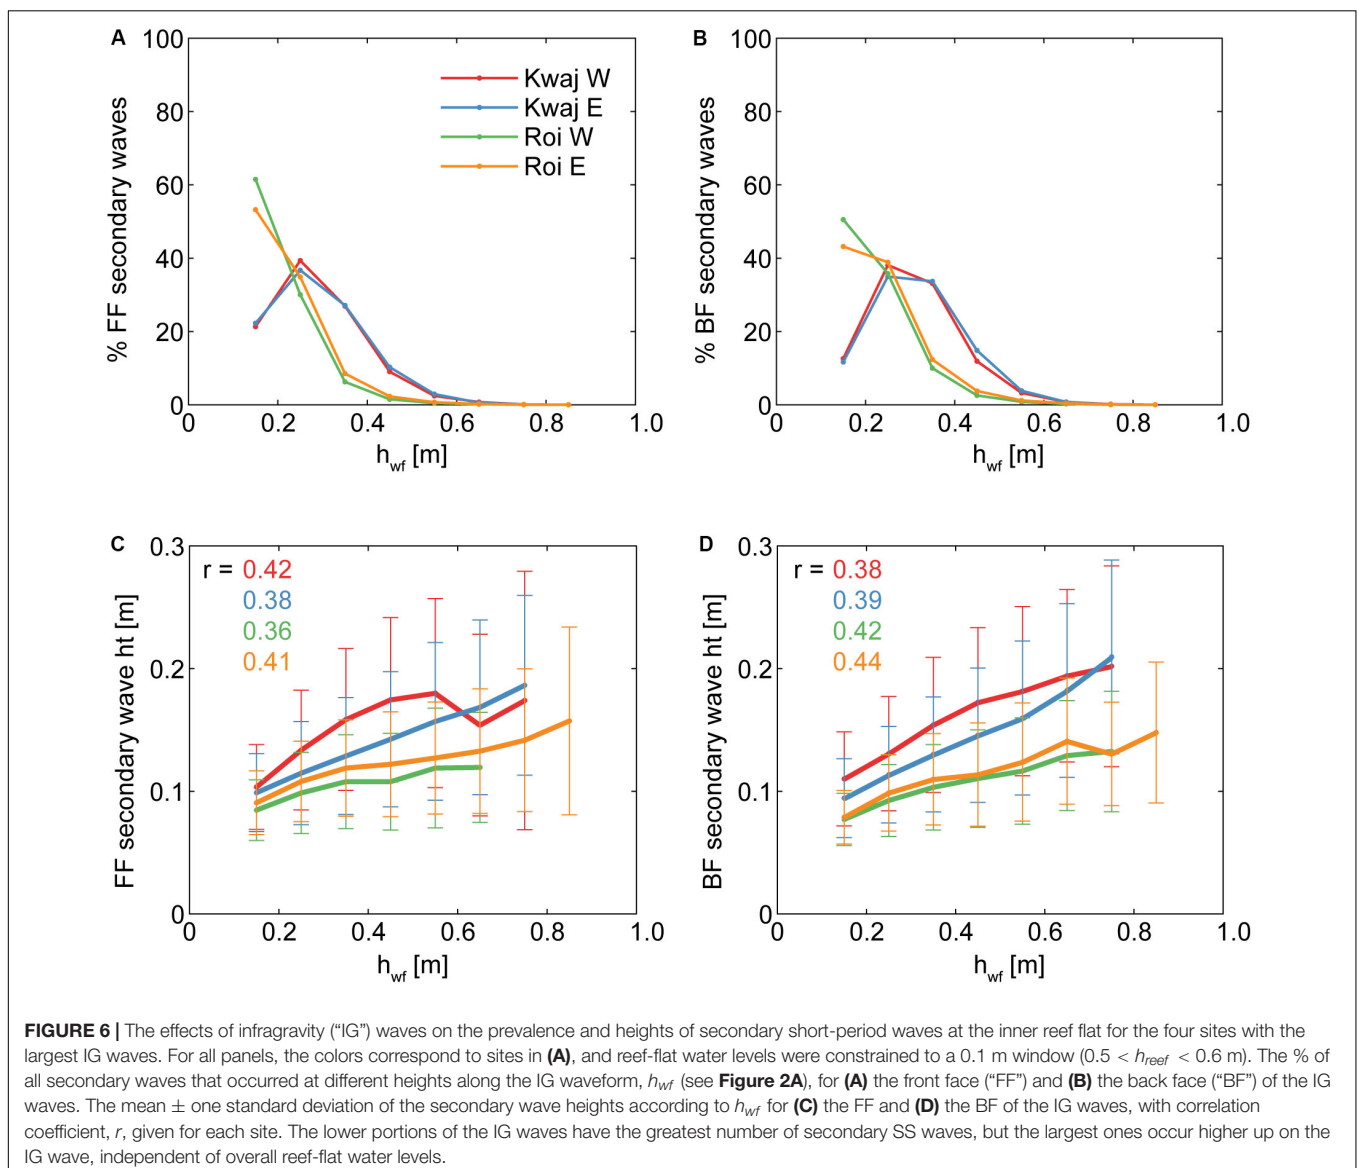 A
100
80
60
40
20
0
% FF secondary waves
Kwaj W
Kwaj E
Roi W
Roi E
0 0.2 0.4 0.6 0.8 1.0
h_wf [m]
B
100
80
60
40
20
0
% BF secondary waves
0 0.2 0.4 0.6 0.8 1.0
h_wf [m]
C
0.3
0.2
0.1
0
FF secondary wave ht [m]
r = 0.42
0.38
0.36
0.41
0 0.2 0.4 0.6 0.8 1.0
h_wf [m]
D
0.3
0.2
0.1
0
BF secondary wave ht [m]
r = 0.38
0.39
0.42
0.44
0 0.2 0.4 0.6 0.8 1.0
h_wf [m]
FIGURE 6 | The effects of infragravity (“IG”) waves on the prevalence and heights of secondary short-period waves at the inner reef flat for the four sites with the
largest IG waves. For all panels, the colors correspond to sites in (A), and reef-flat water levels were constrained to a 0.1 m window (0.5 < h_reef < 0.6 m). The % of
all secondary waves that occurred at different heights along the IG waveform, h_wf (see Figure 2A), for (A) the front face (“FF”) and (B) the back face (“BF”) of the IG
waves. The mean ± one standard deviation of the secondary wave heights according to h_wf for (C) the FF and (D) the BF of the IG waves, with correlation
coefficient, r, given for each site. The lower portions of the IG waves have the greatest number of secondary SS waves, but the largest ones occur higher up on the
IG wave, independent of overall reef-flat water levels.